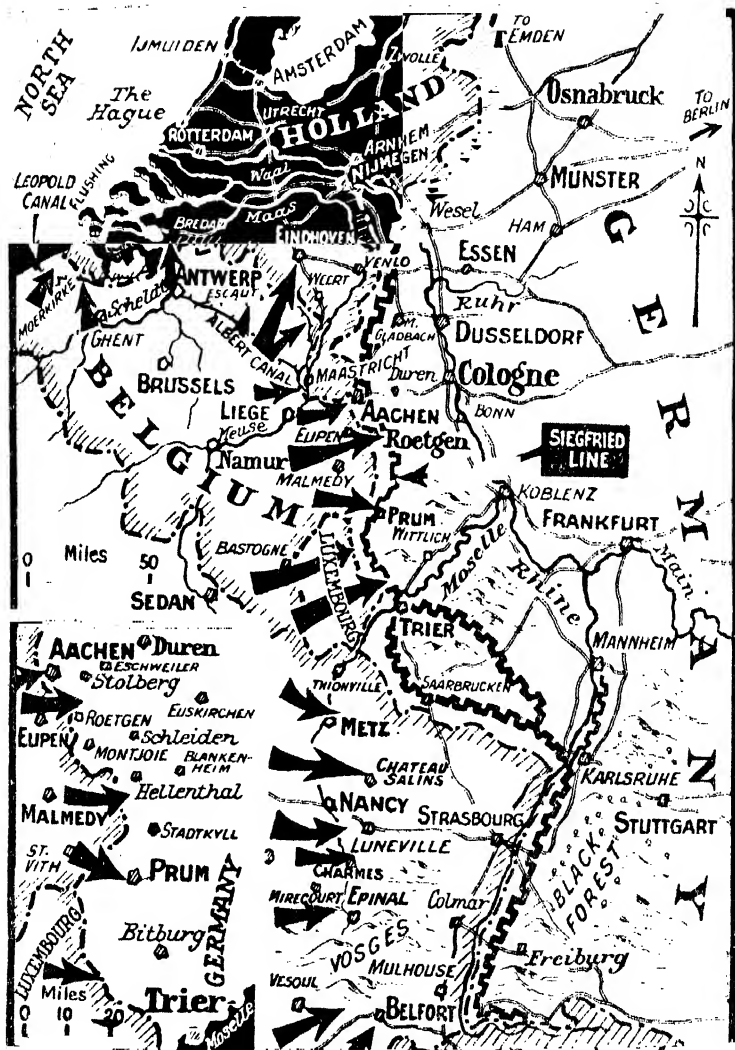 TO
EMDEN
IJMUIDEN
AMSTERDAM
ZWOLLE
NORTH
SEA
The
Hague
UTRECHT
HOLLAND
Osnabruck
TO
BERLIN
ROTTERDAM
ARNHEM
NIJMEGEN
Waal
Maas
MUNSTER
N
LEOPOLD
CANAL
FLUSHING
BREDA
EINDHOVEN
Wesel
HAM
ESSEN
GERMANY
MOERKIRKE
Scheldt
ANTWERP
ESCAUT
WEERT
VENLO
Ruhr
GHENT
ALBERT CANAL
M.
GLADBACH
DUSSELDORF
BRUSSELS
MAASTRICHT
Duren
Cologne
BELGIUM
LIEGE
Meuse
AACHEN
BONN
EUPEN
Roetgen
SIEGFRIED
LINE
Namur
MALMEDY
KOBLENZ
PRUM
FRANKFURT
WITTLICH
0 Miles 50
BASTOGNE
LUXEMBOURG
Moselle
Rhine
Main
SEDAN
TRIER
MANNHEIM
THIONVILLE
SAARBRUCKEN
METZ
CHATEAU
SALINS
KARLSRUHE
NANCY
STRASBOURG
STUTTGART
LUNEVILLE
CHARMES
BLACK
FOREST
MIRECOURT
EPINAL
Colmar
VOSGES
Freiburg
MULHOUSE
VESOUL
BELFORT
AACHEN
Duren
ESCHWEILER
Stolberg
EUSKIRCHEN
ROETGEN
EUPEN
Schleiden
MONTJOIE
BLANKEN-
HEIM
Hellenthal
MALMEDY
STADTKYLL
ST.
VITH
PRUM
GERMANY
Bitburg
LUXEMBOURG
Trier
Miles
0 10 20
Moselle